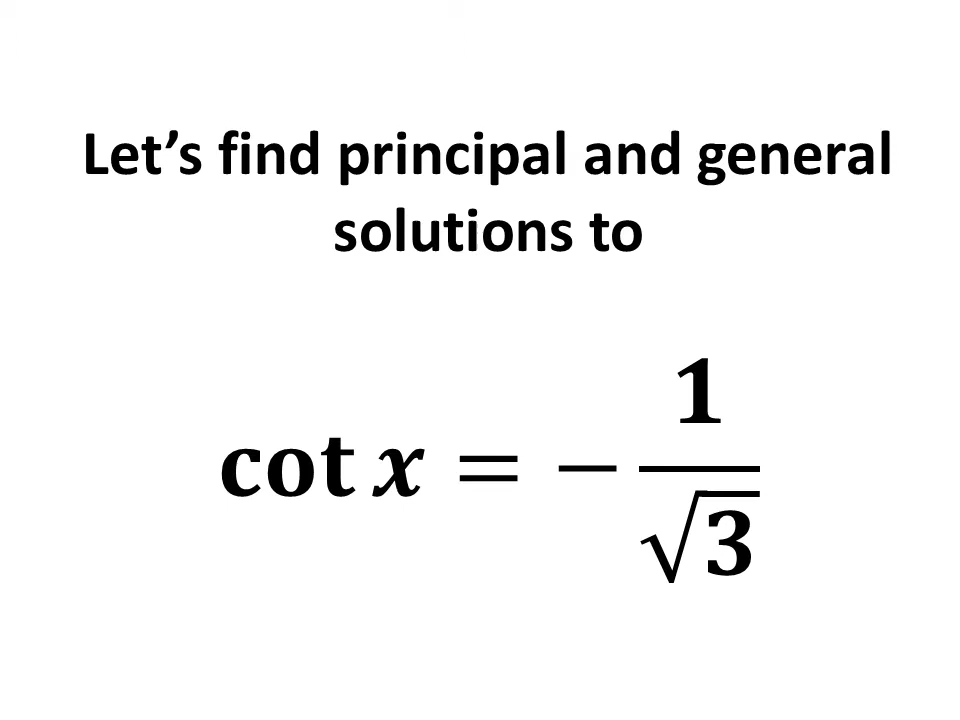 Let’s find principal and general
solutions to
cot x = − 1/√3